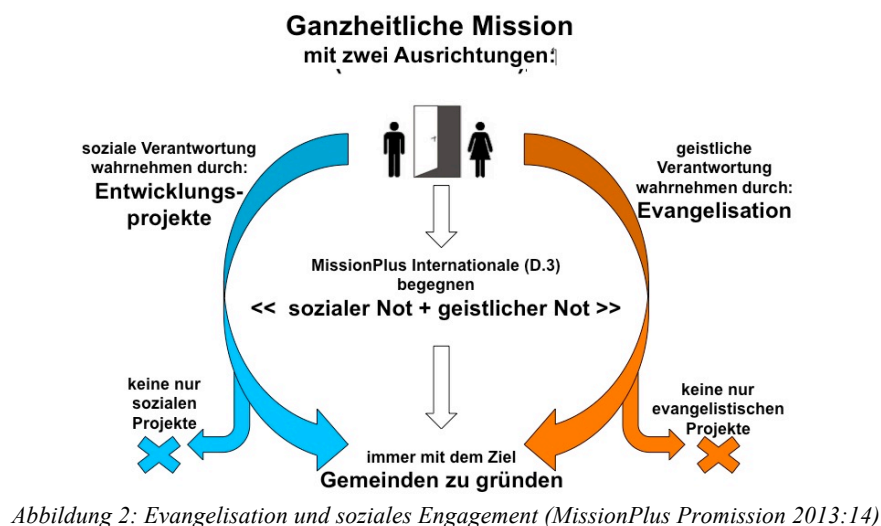 Ganzheitliche Mission
mit zwei Ausrichtungen:
soziale Verantwortung
wahrnehmen durch:
Entwicklungs-
projekte
geistliche
Verantwortung
wahrnehmen durch:
Evangelisation
MissionPlus Internationale (D.3)
begegnen
<< sozialer Not + geistlicher Not >>
keine nur
sozialen
Projekte
keine nur
evangelistischen
Projekte
immer mit dem Ziel
Gemeinden zu gründen
Abbildung 2: Evangelisation und soziales Engagement (MissionPlus Promission 2013:14)